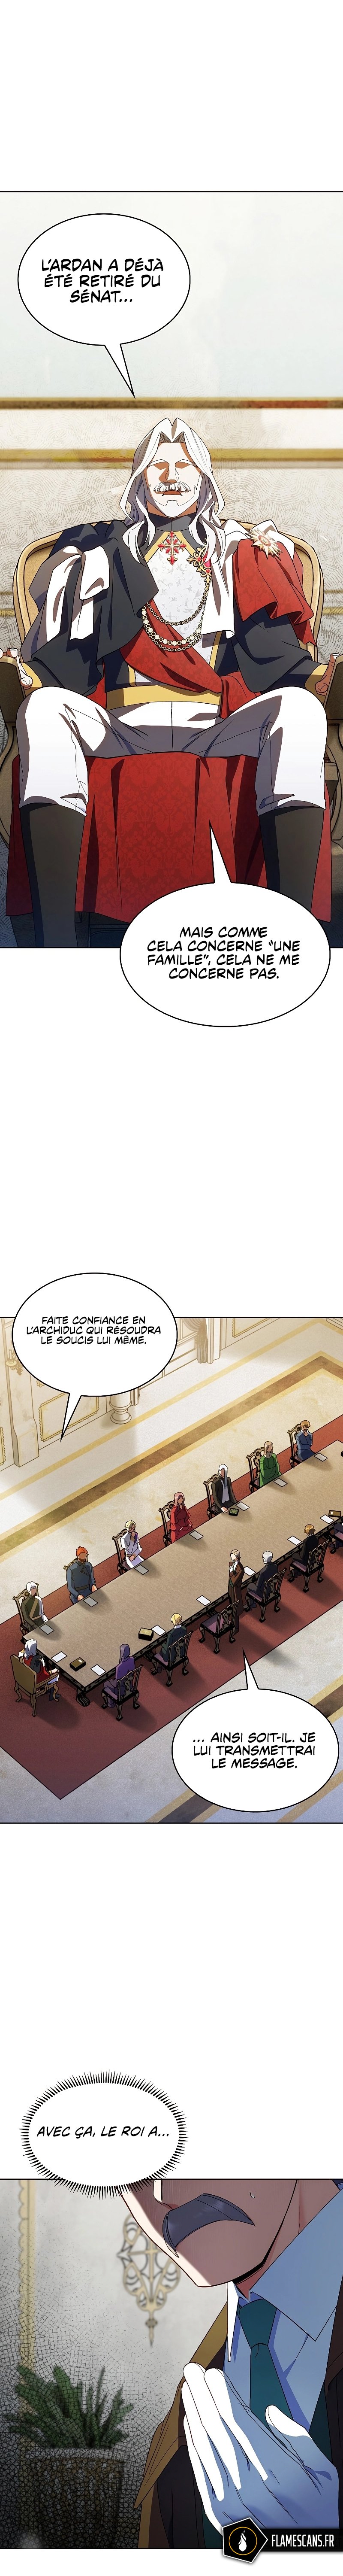 L'ARDAN A DÉJÀ
ÉTÉ RETIRÉ DU
SÉNAT...
MAIS COMME
CELA CONCERNE "UNE
FAMILLE", CELA NE ME
CONCERNE PAS.
FAITE CONFIANCE EN
L'ARCHIDUC QUI RÉSOUDRA
LE SOUCIS LUI MÊME.
... AINSI SOIT-IL. JE
LUI TRANSMETTRAI
LE MESSAGE.
AVEC ÇA, LE ROI A...
FLAMESCANS.FR